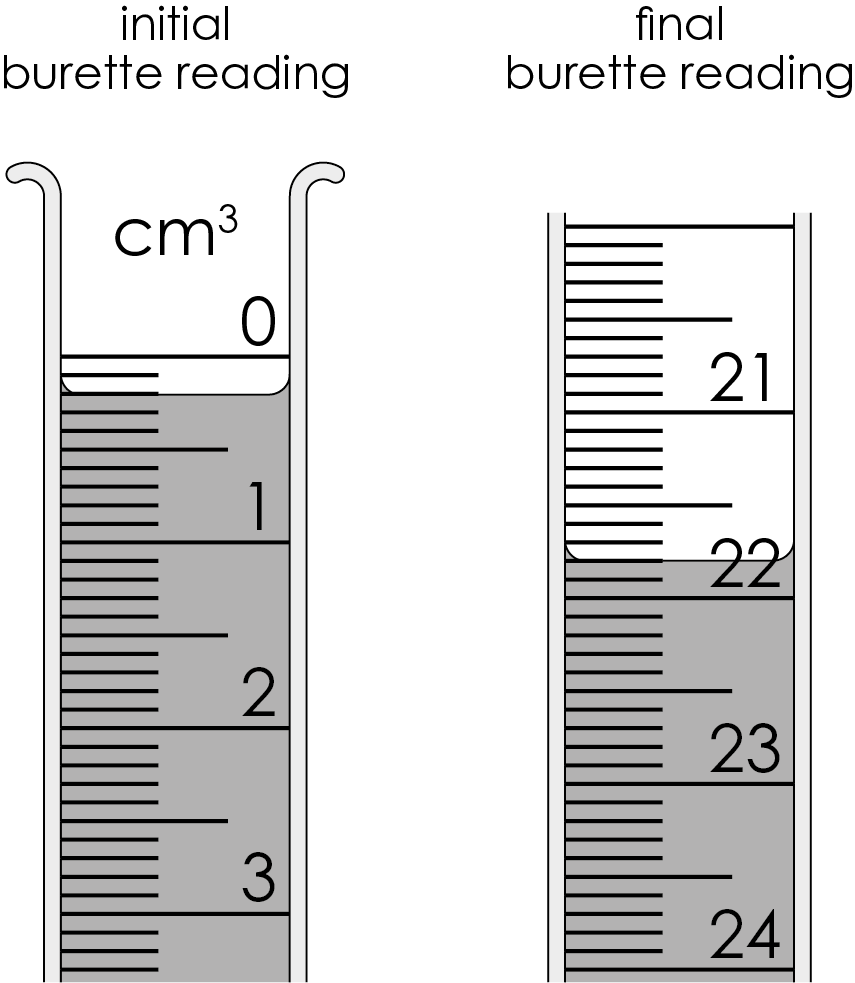 initial
burette reading
final
burette reading
cm³
0
1
2
3
21
22
23
24